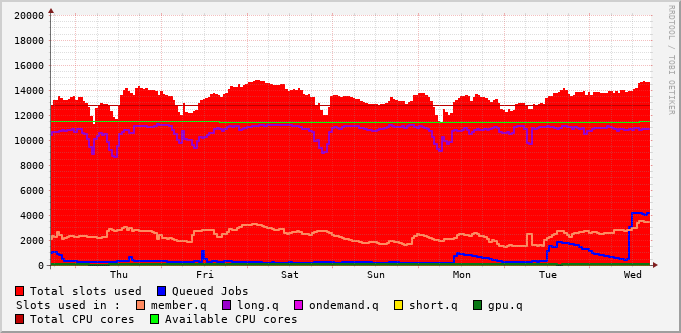 20000
18000
16000
14000
12000
10000
8000
6000
4000
2000
0
Thu Fri Sat Sun Mon Tue Wed
RRDTOOL / TOBI OETIKER
Total slots used Queued Jobs
Slots used in : member.q long.q ondemand.q short.q gpu.q
Total CPU cores Available CPU cores